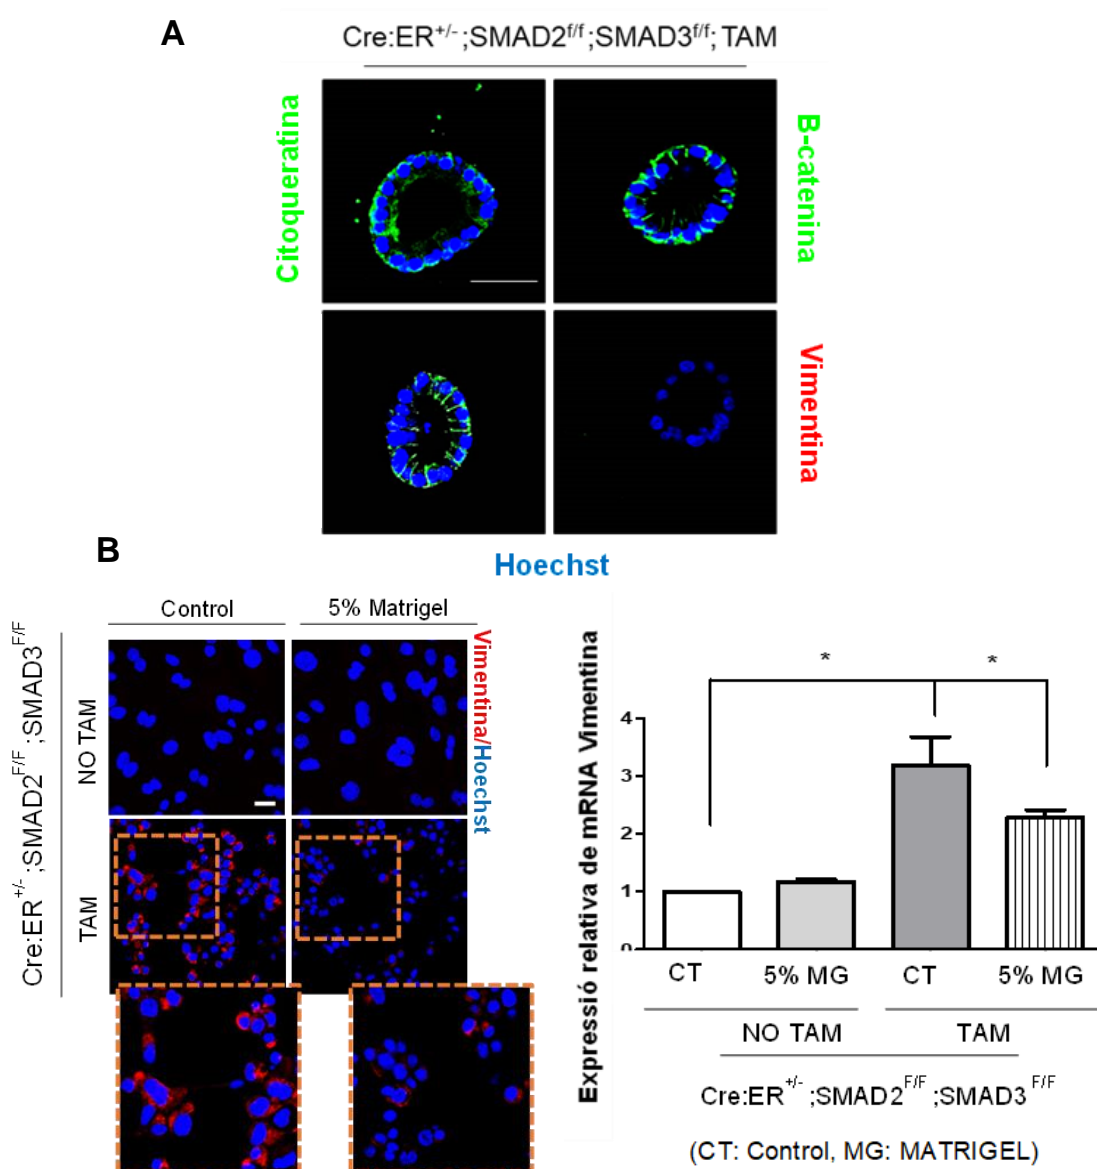 A
Cre:ER+/- ;SMAD2f/f;SMAD3f/f; TAM
Citoqueratina
B-catenina
Vimentina
Hoechst
B
Control
5% Matrigel
Cre:ER+/- ;SMAD2F/F ;SMAD3F/F
NO TAM
TAM
Vimentina/Hoechst
Expressió relativa de mRNA Vimentina
* *
4
3
2
1
0
CT 5% MG CT 5% MG
NO TAM TAM
Cre:ER+/- ;SMAD2F/F ;SMAD3F/F
(CT: Control, MG: MATRIGEL)